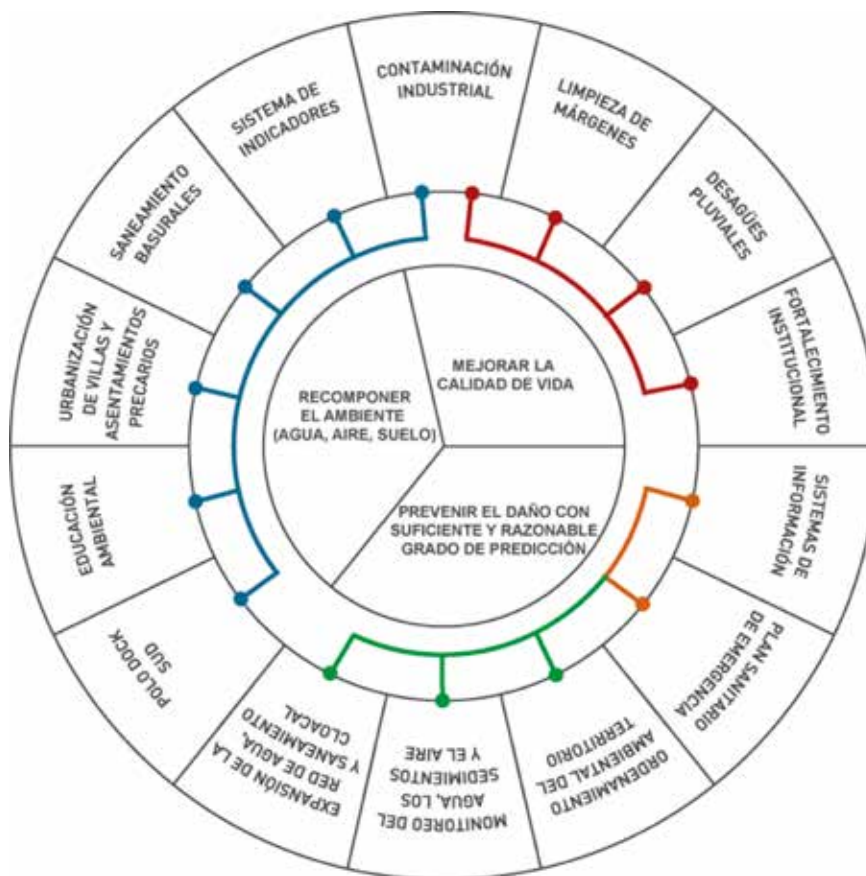 CONTAMINACIÓN
INDUSTRIAL
LIMPIEZA DE
MÁRGENES
DESAGÜES
PLUVIALES
FORTALECIMIENTO
INSTITUCIONAL
SISTEMAS DE
INFORMACIÓN
PLAN SANITARIO
DE EMERGENCIA
ORDENAMIENTO
AMBIENTAL DEL
TERRITORIO
MONITOREO DEL
AGUA, LOS
SEDIMENTOS
Y EL AIRE
EXPANSIÓN DE LA
RED DE AGUA,
Y SANEAMIENTO
CLOACAL
POLO DOCK
SUD
EDUCACIÓN
AMBIENTAL
URBANIZACIÓN
DE VILLAS Y
ASENTAMIENTOS
PRECARIOS
SANEAMIENTO
BASURALES
SISTEMA DE
INDICADORES
MEJORAR LA
CALIDAD DE VIDA
RECOMPONER
EL AMBIENTE
(AGUA, AIRE, SUELO)
PREVENIR EL DAÑO CON
SUFICIENTE Y RAZONABLE
GRADO DE PREDICCIÓN